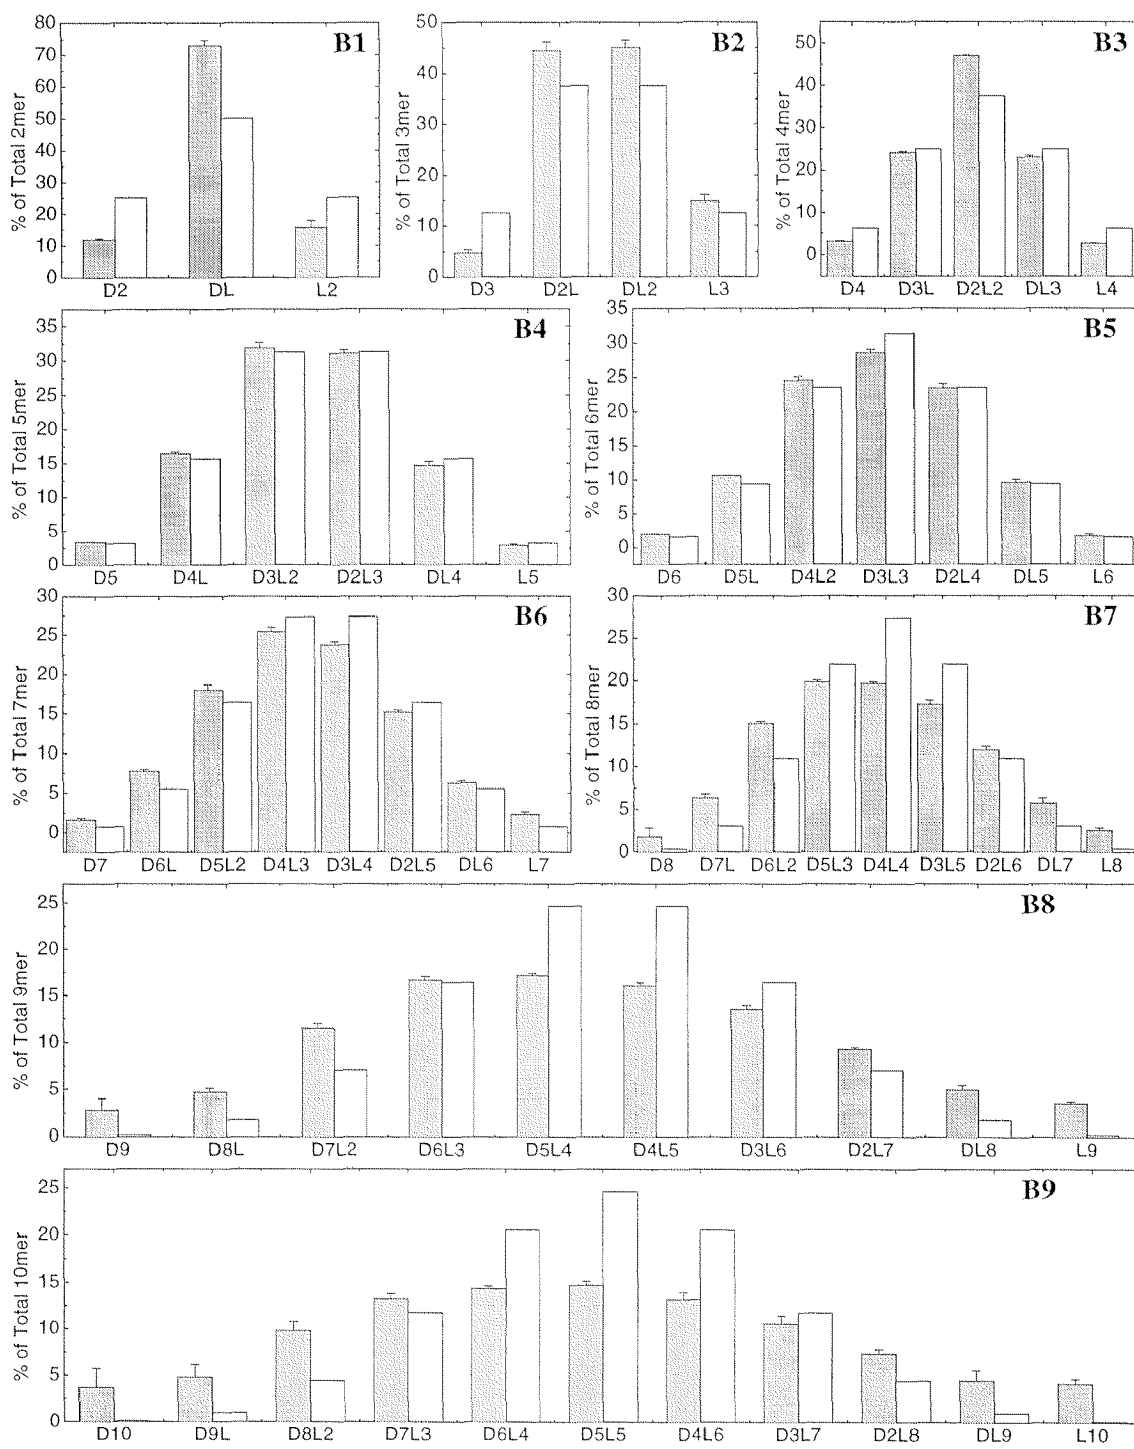 B1
% of Total 2mer
80
70
60
50
40
30
20
10
0
D2 DL L2
B2
% of Total 3mer
50
40
30
20
10
0
D3 D2L DL2 L3
B3
% of Total 4mer
50
40
30
20
10
0
D4 D3L D2L2 DL3 L4
B4
% of Total 5mer
35
30
25
20
15
10
5
0
D5 D4L D3L2 D2L3 DL4 L5
B5
% of Total 6mer
35
30
25
20
15
10
5
0
D6 D5L D4L2 D3L3 D2L4 DL5 L6
B6
% of Total 7mer
30
25
20
15
10
5
0
D7 D6L D5L2 D4L3 D3L4 D2L5 DL6 L7
B7
% of Total 8mer
30
25
20
15
10
5
0
D8 D7L D6L2 D5L3 D4L4 D3L5 D2L6 DL7 L8
B8
% of Total 9mer
25
20
15
10
5
0
D9 D8L D7L2 D6L3 D5L4 D4L5 D3L6 D2L7 DL8 L9
B9
% of Total 10mer
25
20
15
10
5
0
D10 D9L D8L2 D7L3 D6L4 D5L5 D4L6 D3L7 D2L8 DL9 L10